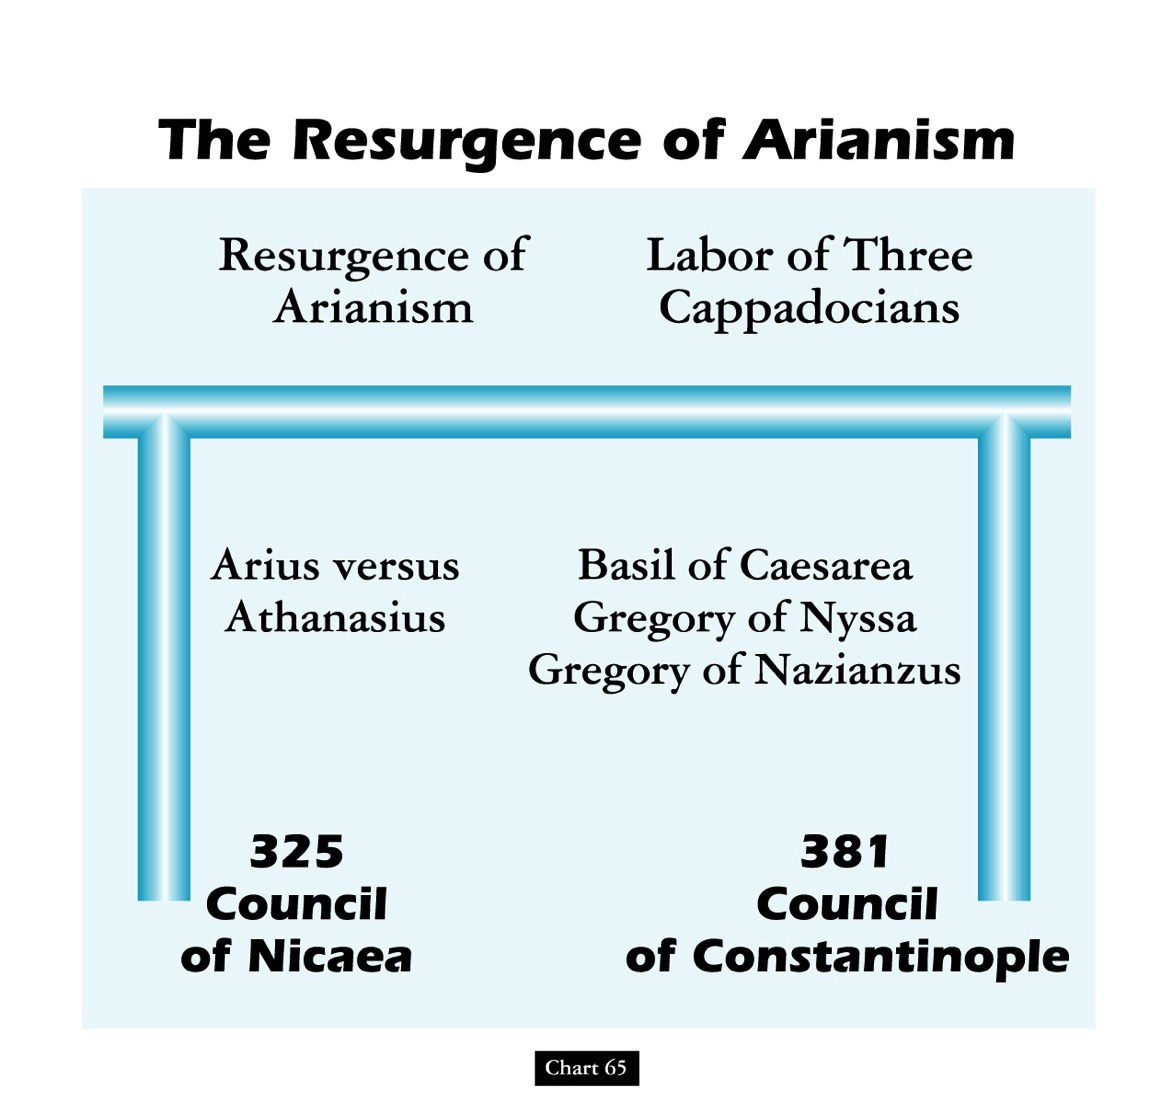 The Resurgence of Arianism
Resurgence of
Arianism
Labor of Three
Cappadocians
Arius versus
Athanasius
Basil of Caesarea
Gregory of Nyssa
Gregory of Nazianzus
325
Council
of Nicaea
381
Council
of Constantinople
Chart 65